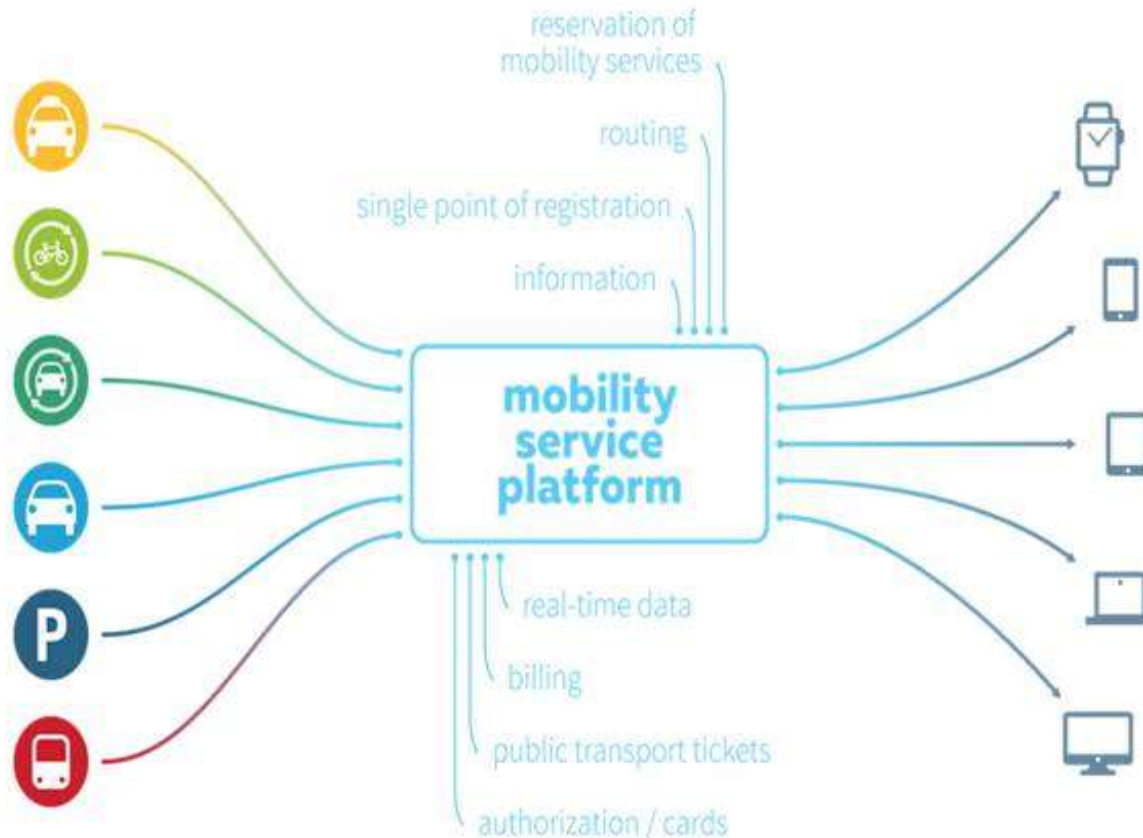 reservation of
mobility services
routing
single point of registration
information
mobility
service
platform
P
real-time data
billing
public transport tickets
authorization / cards